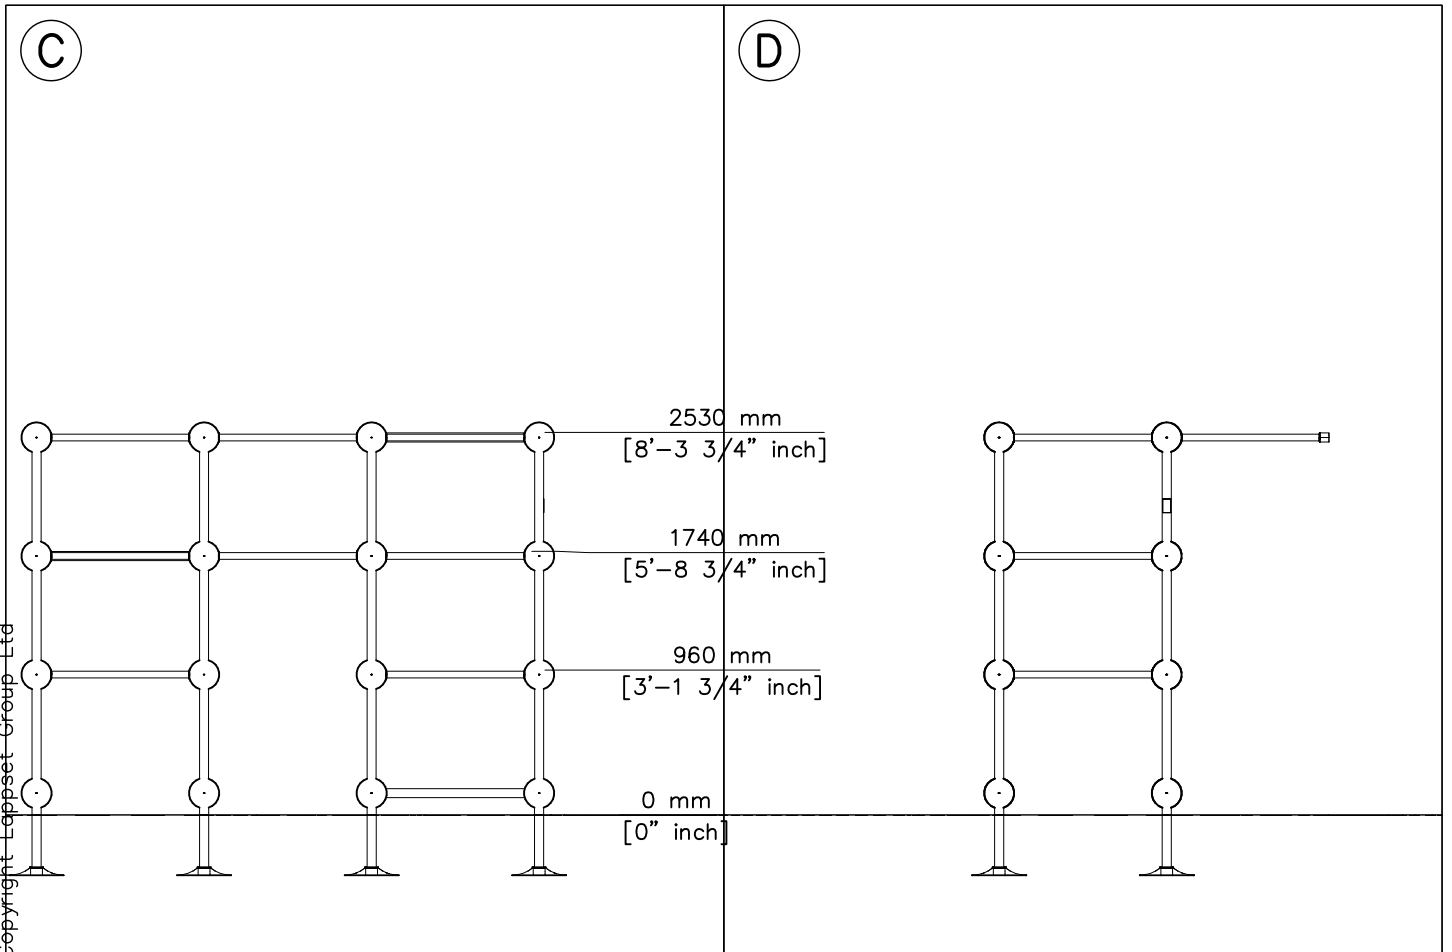 C
D
2530 mm
[8'-3 3/4" inch]
1740 mm
[5'-8 3/4" inch]
960 mm
[3'-1 3/4" inch]
0 mm
[0" inch]
Copyright Lappset Group Ltd